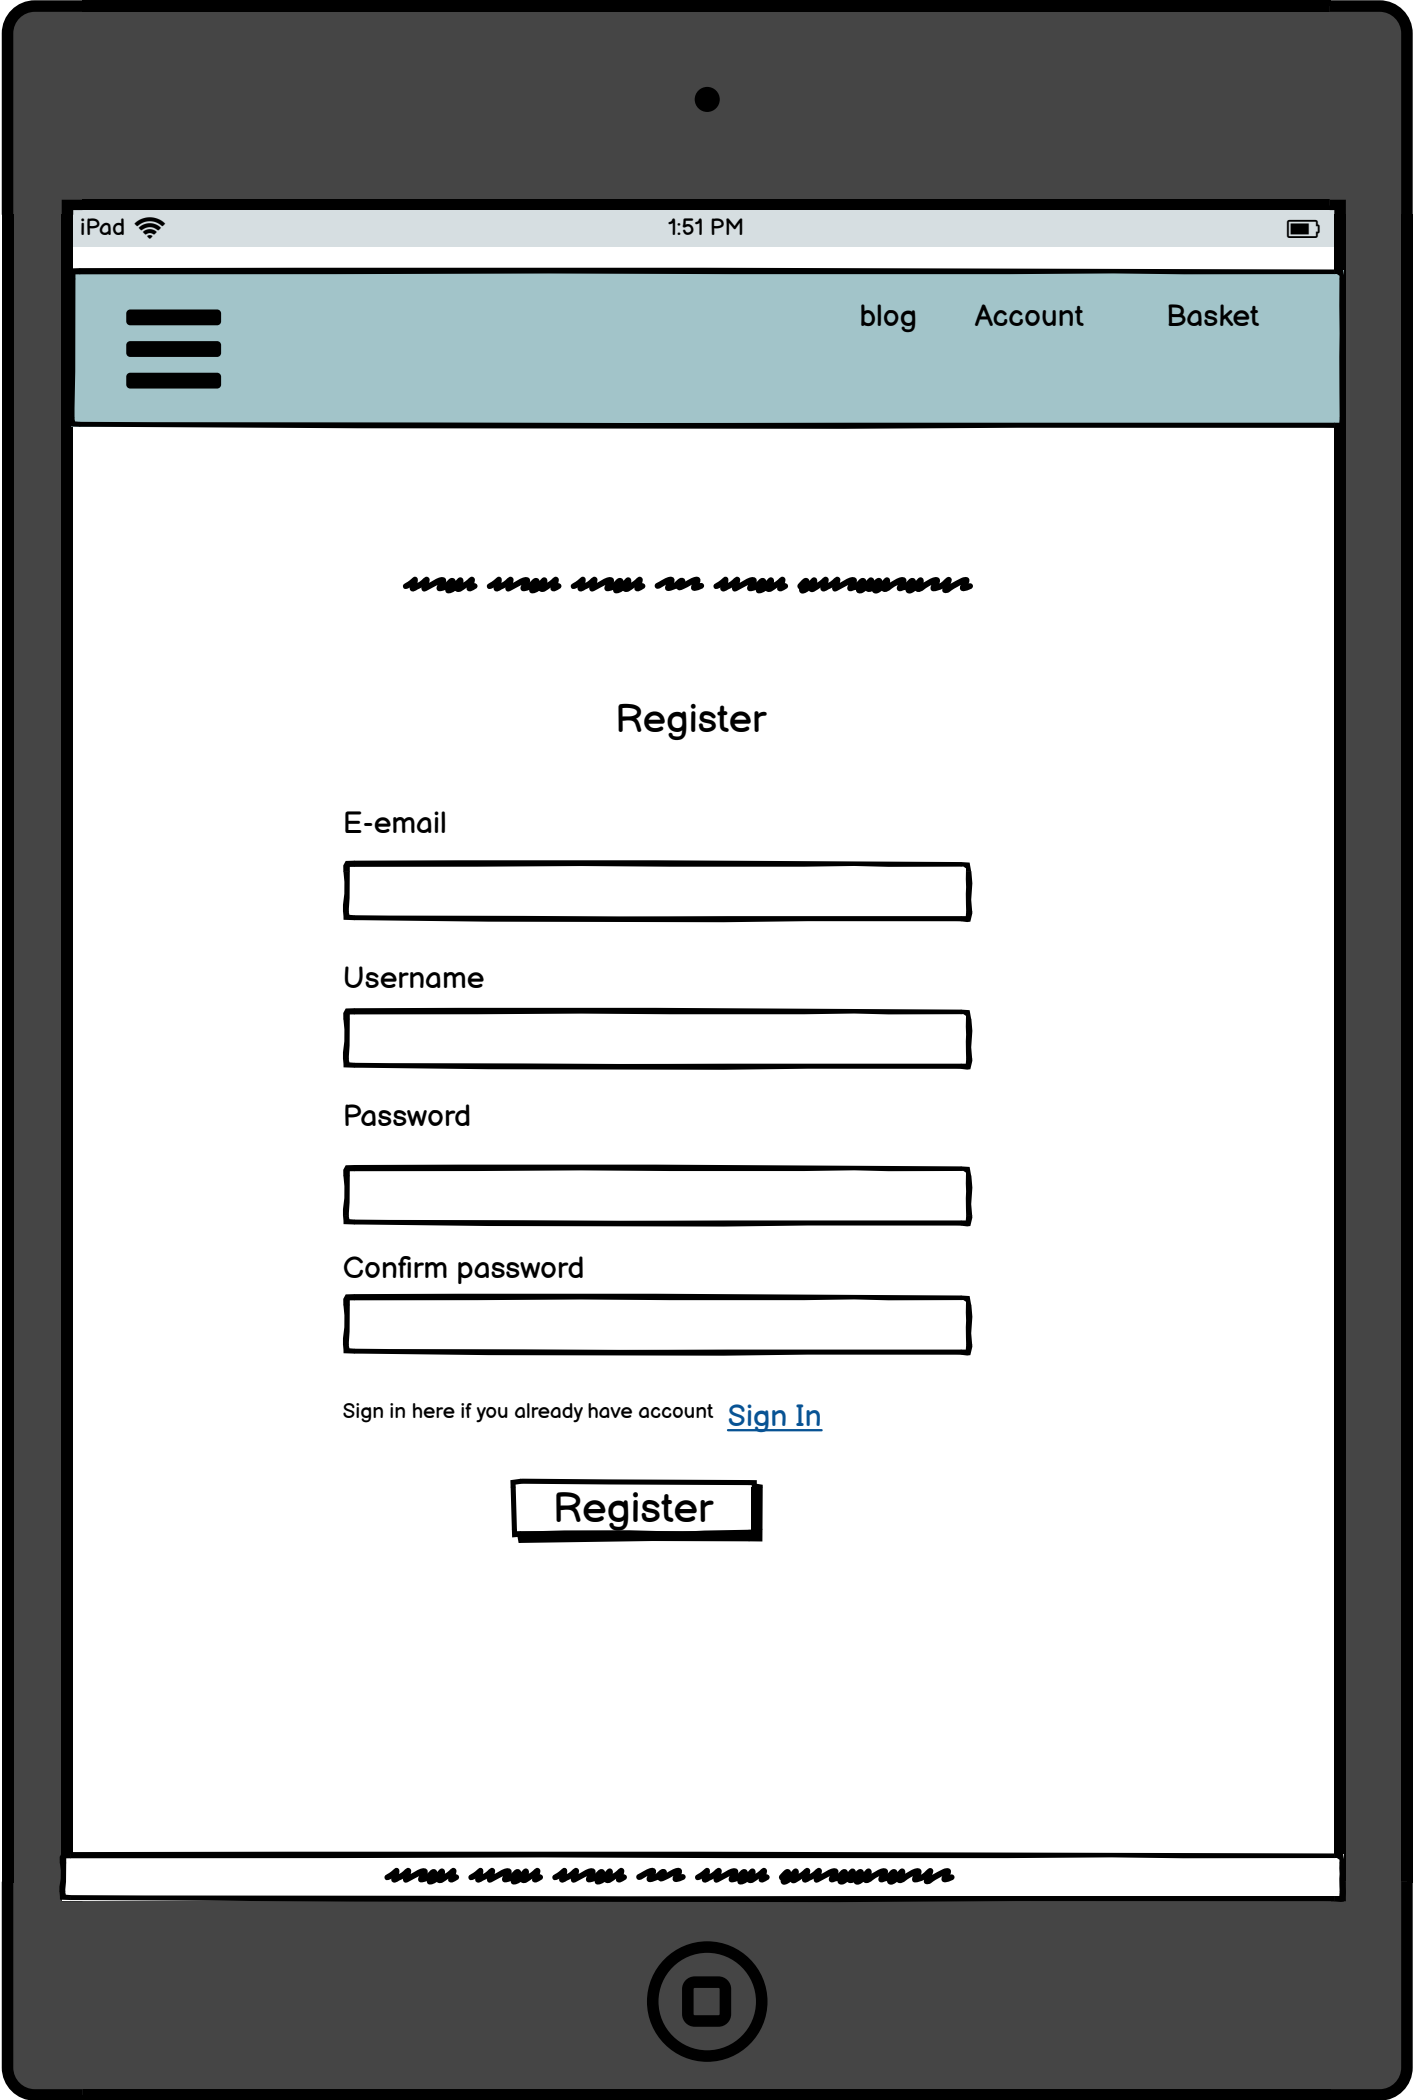 iPad 1:51 PM
blog Account Basket
Register
E-email
Username
Password
Confirm password
Sign in here if you already have account Sign In
Register